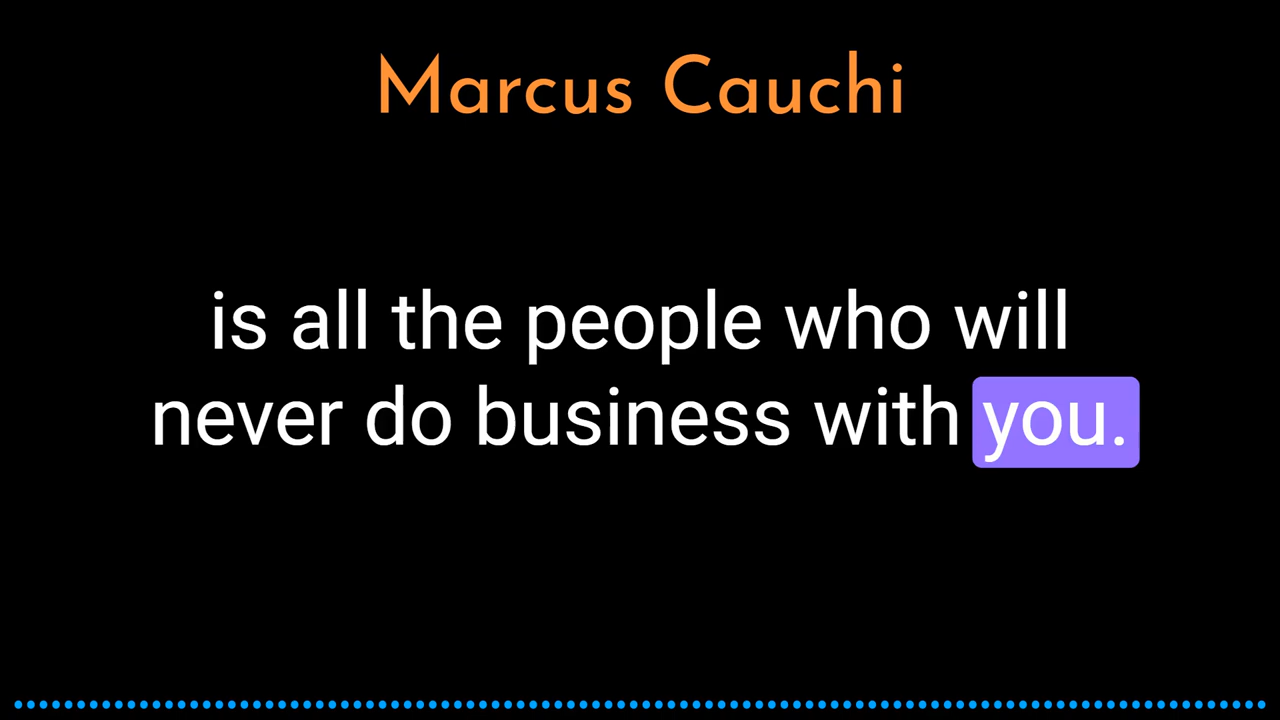 Marcus Cauchi
is all the people who will
never do business with you.